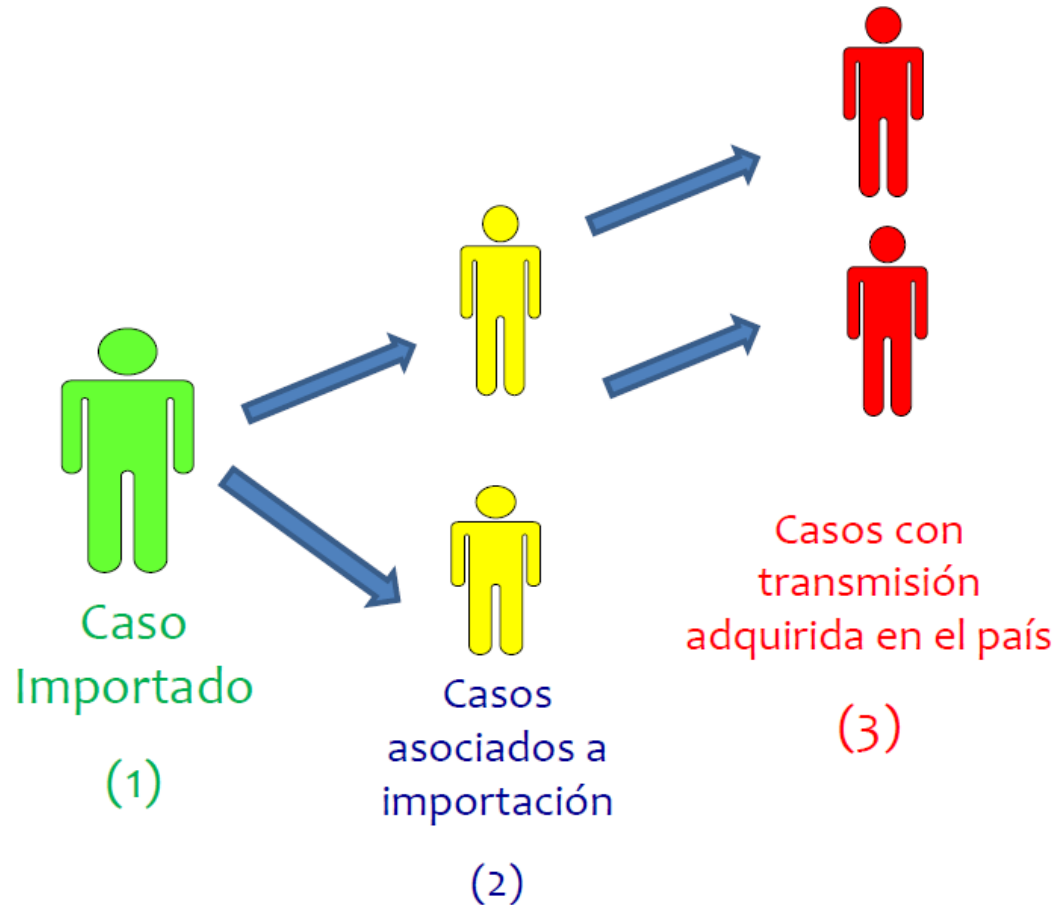 Caso
Importado
(1)
Casos
asociados a
importación
(2)
Casos con
transmisión
adquirida en el país
(3)